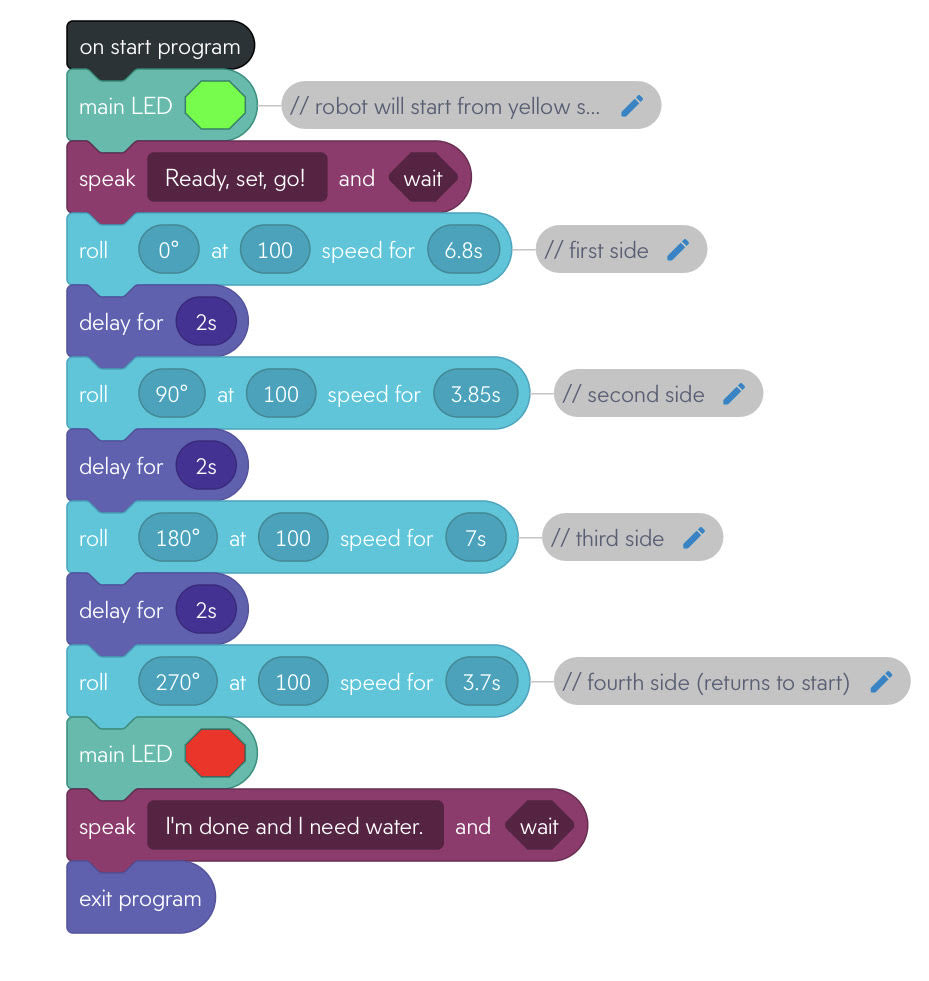 on start program
main LED // robot will start from yellow s...
speak Ready, set, go! and wait
roll 0° at 100 speed for 6.8s // first side
delay for 2s
roll 90° at 100 speed for 3.85s // second side
delay for 2s
roll 180° at 100 speed for 7s // third side
delay for 2s
roll 270° at 100 speed for 3.7s // fourth side (returns to start)
main LED
speak I'm done and I need water. and wait
exit program